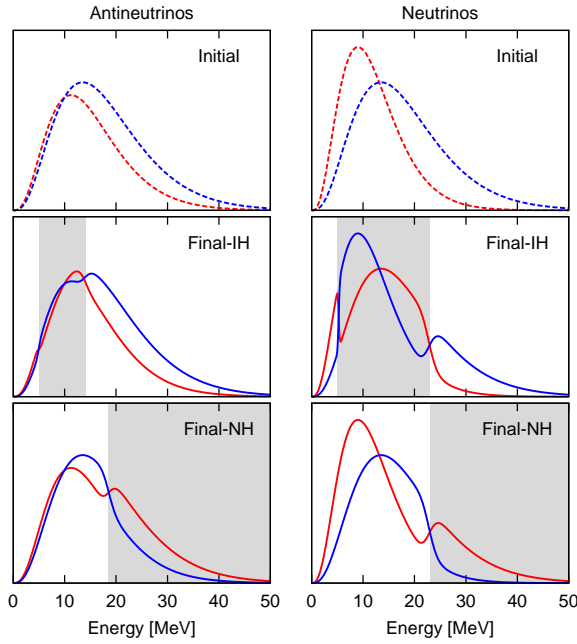 Antineutrinos Neutrinos
Initial Initial
Final-IH Final-IH
Final-NH Final-NH
0 10 20 30 40 50 0 10 20 30 40 50
Energy [MeV] Energy [MeV]